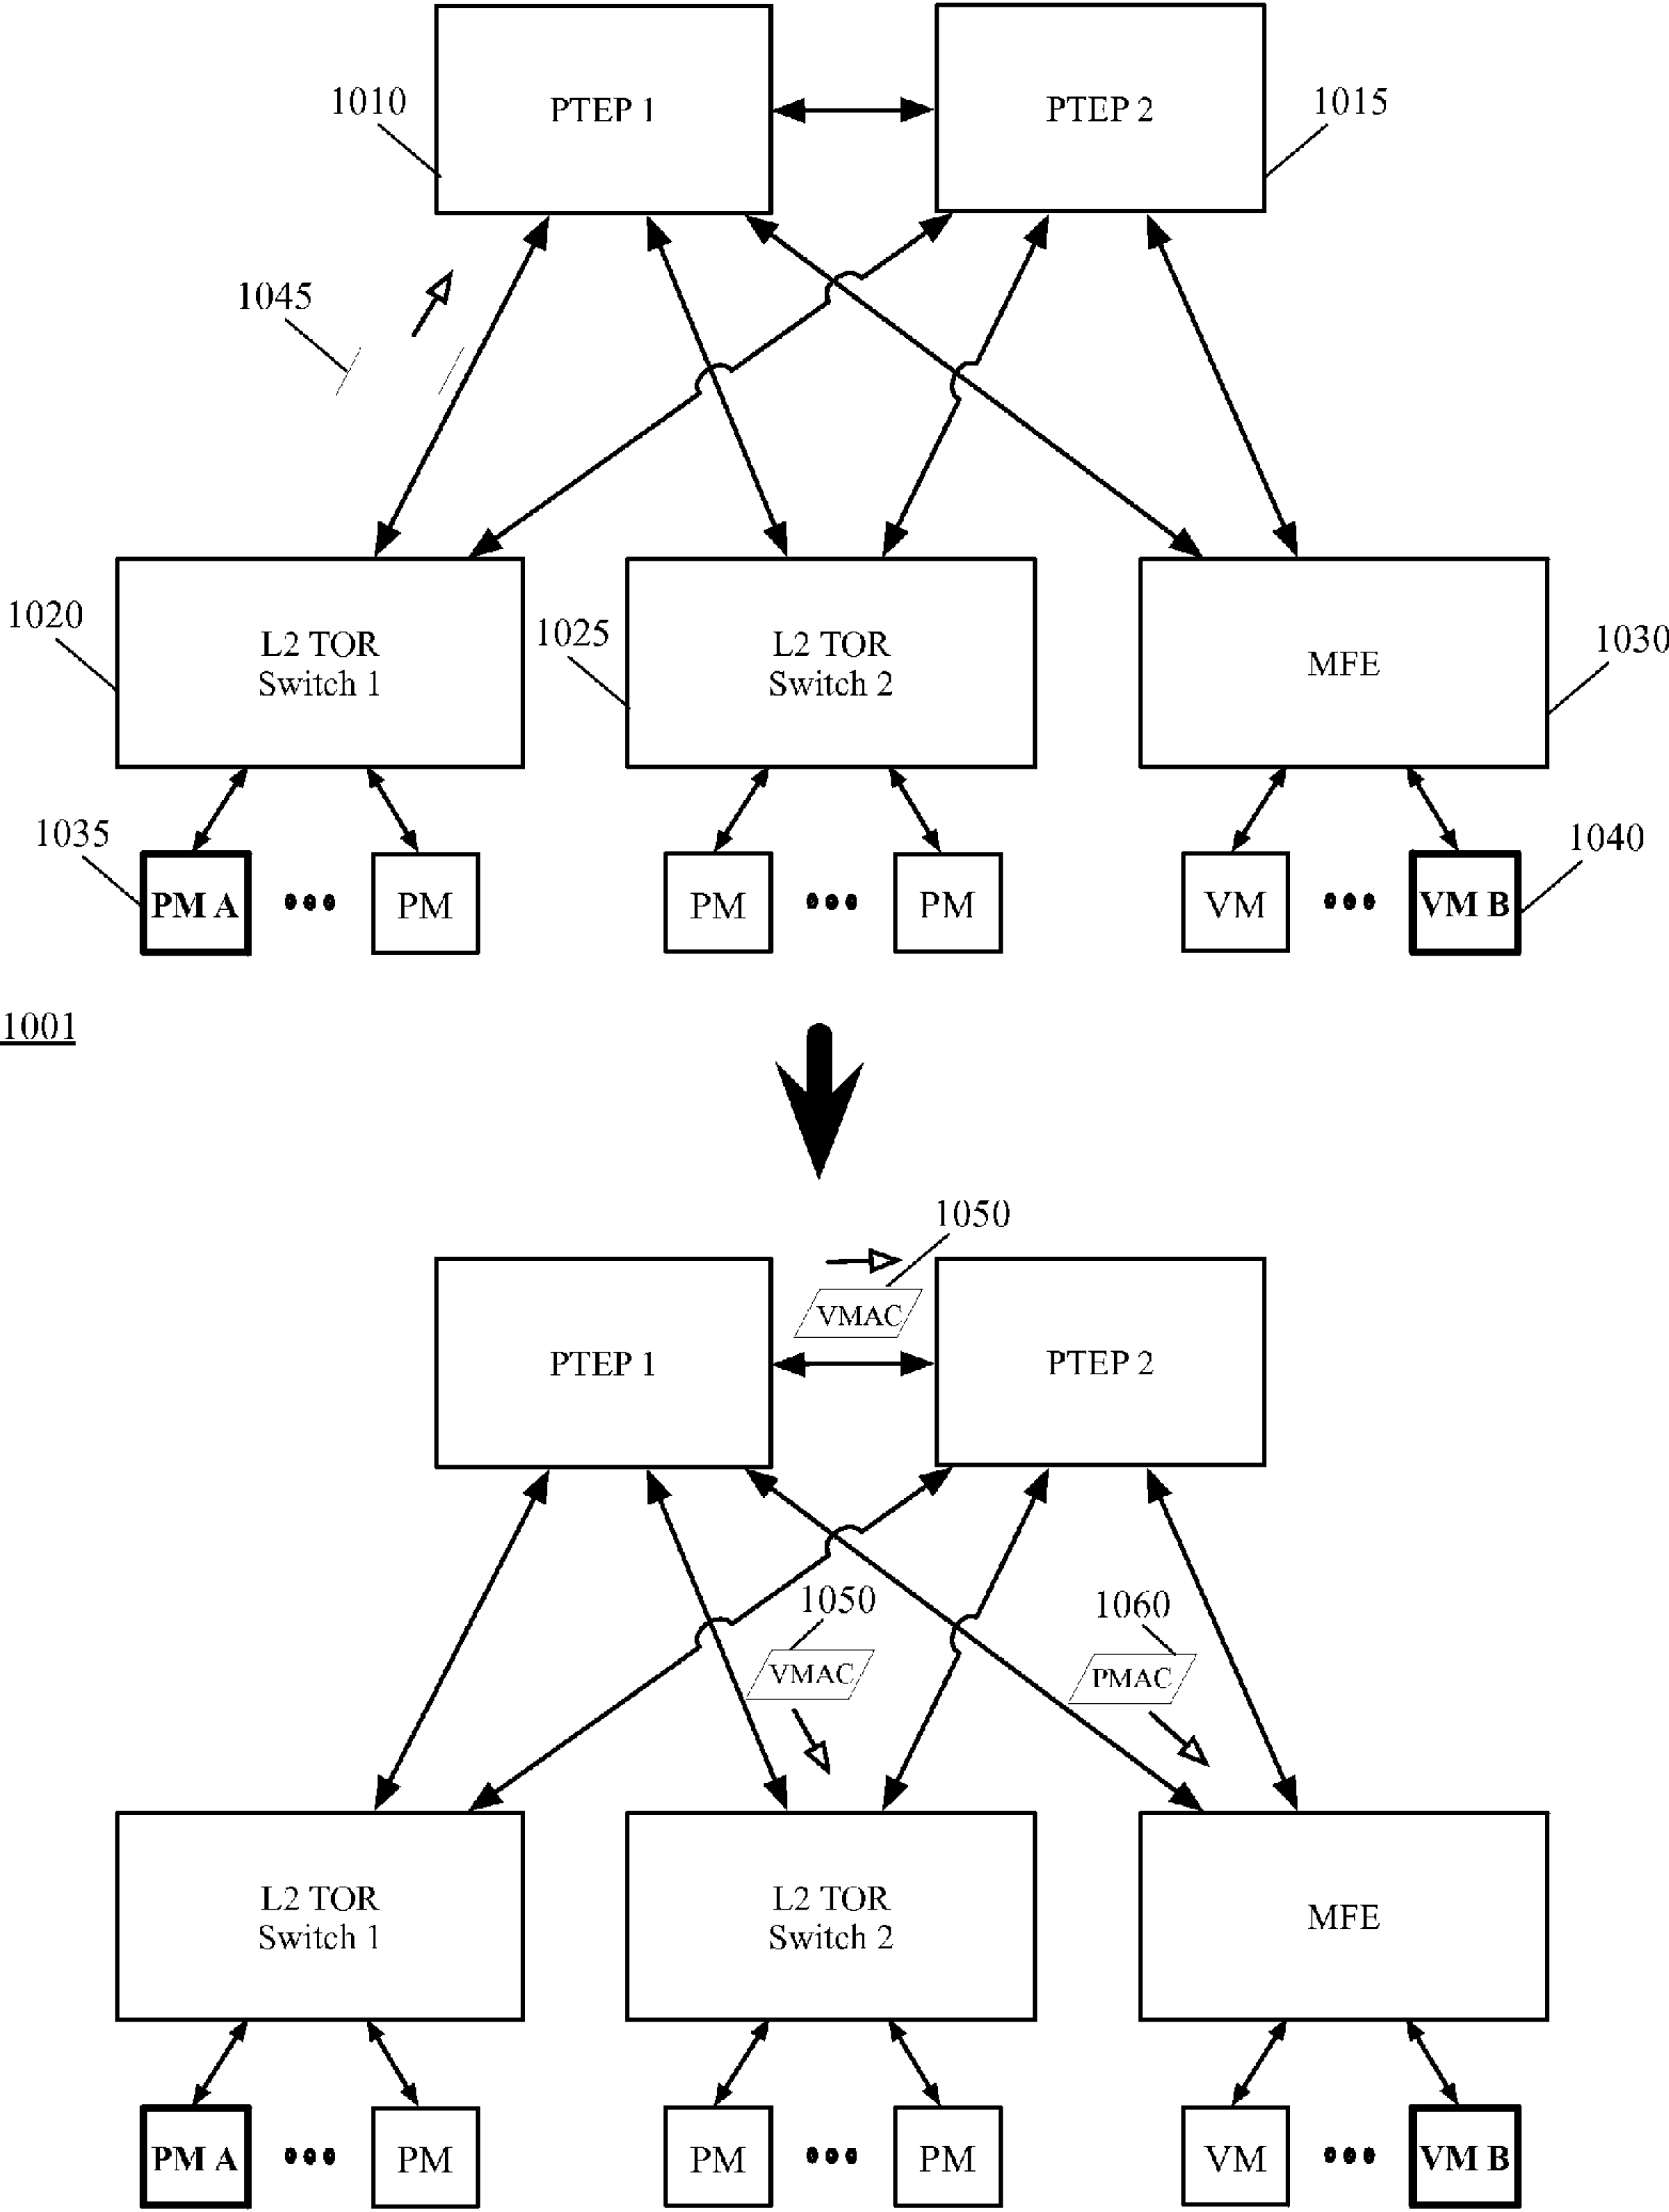 1010
PTEP 1
PTEP 2
1015
1045
1020
L2 TOR
Switch 1
1025
L2 TOR
Switch 2
MFE
1030
1035
PM A
PM
PM
PM
VM
VM B
1040
1001
1050
VMAC
PTEP 1
PTEP 2
1050
VMAC
1060
PMAC
L2 TOR
Switch 1
L2 TOR
Switch 2
MFE
PM A
PM
PM
PM
VM
VM B